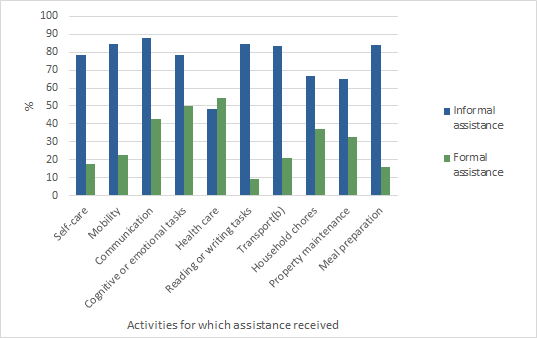 100
90
80
70
60
50
40
30
20
10
0
%
Self-care
Mobility
Communication
Cognitive or emotional tasks
Health care
Reading or writing tasks
Transport(b)
Household chores
Property maintenance
Meal preparation
Activities for which assistance received
Informal
assistance
Formal
assistance